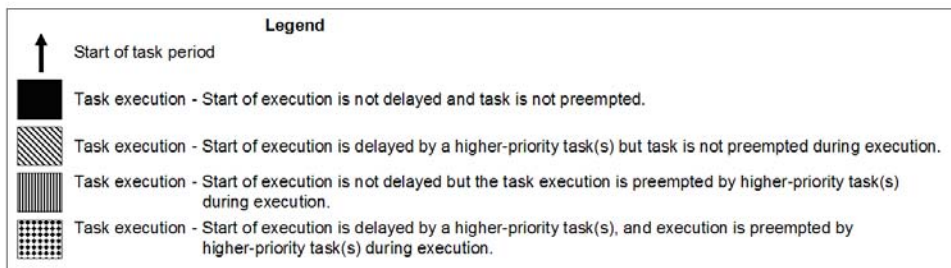 Legend
Start of task period
Task execution - Start of execution is not delayed and task is not preempted.
Task execution - Start of execution is delayed by a higher-priority task(s) but task is not preempted during execution.
Task execution - Start of execution is not delayed but the task execution is preempted by higher-priority task(s)
during execution.
Task execution - Start of execution is delayed by a higher-priority task(s), and execution is preempted by
higher-priority task(s) during execution.